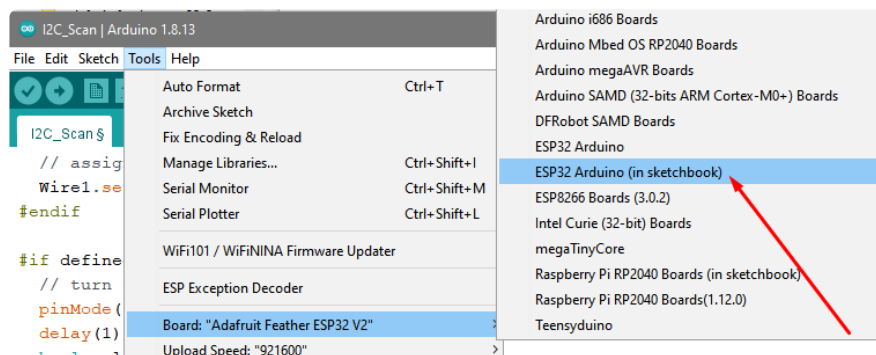 I2C_Scan | Arduino 1.8.13
File Edit Sketch Tools Help
I2C_Scan §
// assig
Wire1.se
#endif
#if define
// turn
pinMode(
delay(1)
Auto Format Ctrl+T
Archive Sketch
Fix Encoding & Reload
Manage Libraries... Ctrl+Shift+I
Serial Monitor Ctrl+Shift+M
Serial Plotter Ctrl+Shift+L
WiFi101 / WiFiNINA Firmware Updater
ESP Exception Decoder
Board: "Adafruit Feather ESP32 V2"
Upload Speed: "921600"
Arduino i686 Boards
Arduino Mbed OS RP2040 Boards
Arduino megaAVR Boards
Arduino SAMD (32-bits ARM Cortex-M0+) Boards
DFRobot SAMD Boards
ESP32 Arduino
ESP32 Arduino (in sketchbook)
ESP8266 Boards (3.0.2)
Intel Curie (32-bit) Boards
megaTinyCore
Raspberry Pi RP2040 Boards (in sketchbook)
Raspberry Pi RP2040 Boards(1.12.0)
Teensyduino